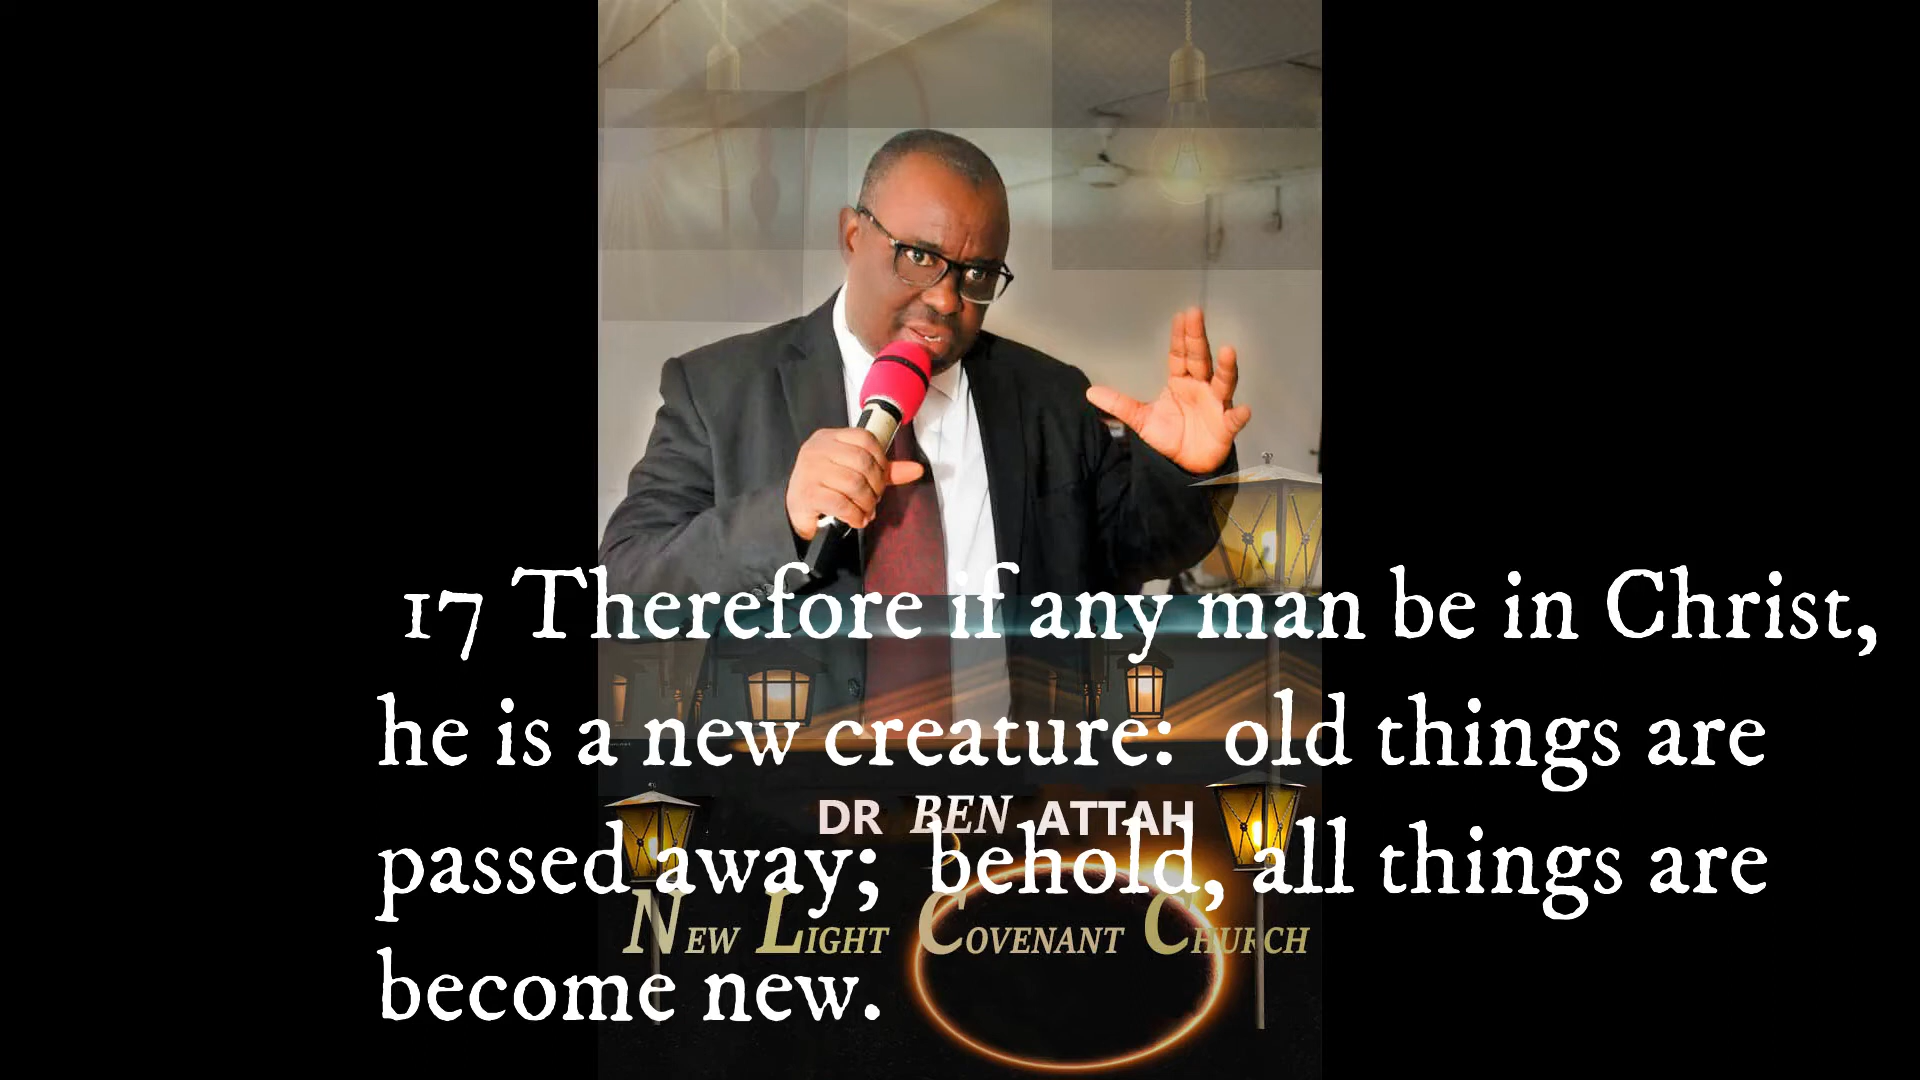 17 Therefore if any man be in Christ,
he is a new creature: old things are
DR BEN ATTAH
passed away; behold, all things are
NEW LIGHT COVENANT CHURCH
become new.